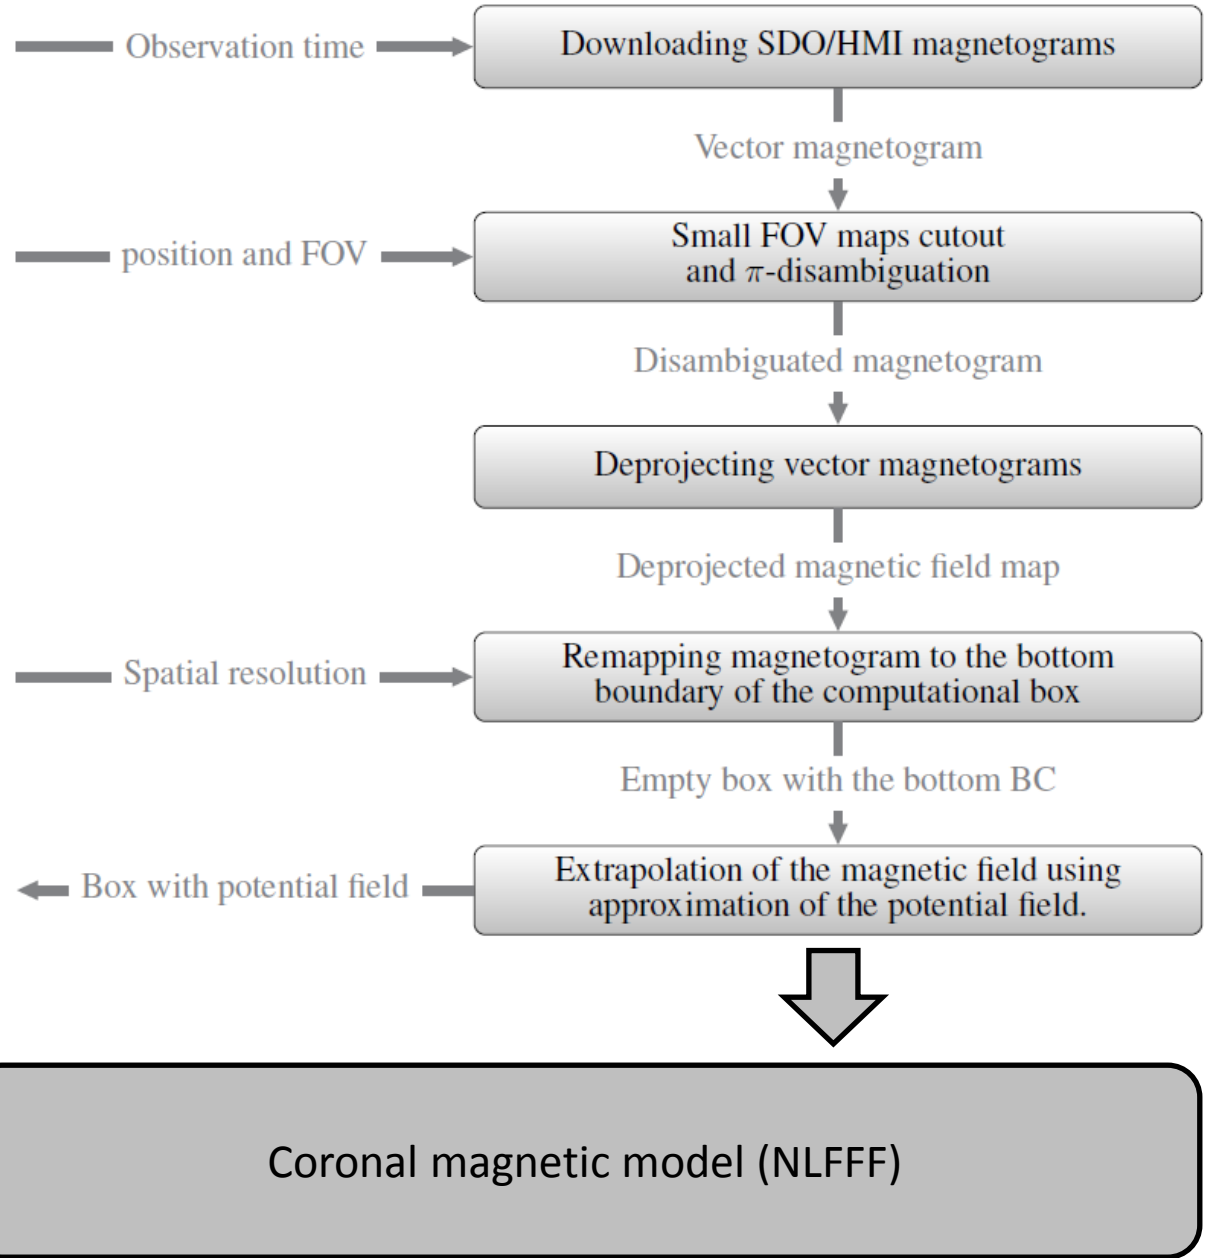 Observation time
Downloading SDO/HMI magnetograms
Vector magnetogram
position and FOV
Small FOV maps cutout
and π-disambiguation
Disambiguated magnetogram
Deprojecting vector magnetograms
Deprojected magnetic field map
Spatial resolution
Remapping magnetogram to the bottom
boundary of the computational box
Empty box with the bottom BC
Box with potential field
Extrapolation of the magnetic field using
approximation of the potential field.
Coronal magnetic model (NLFFF)